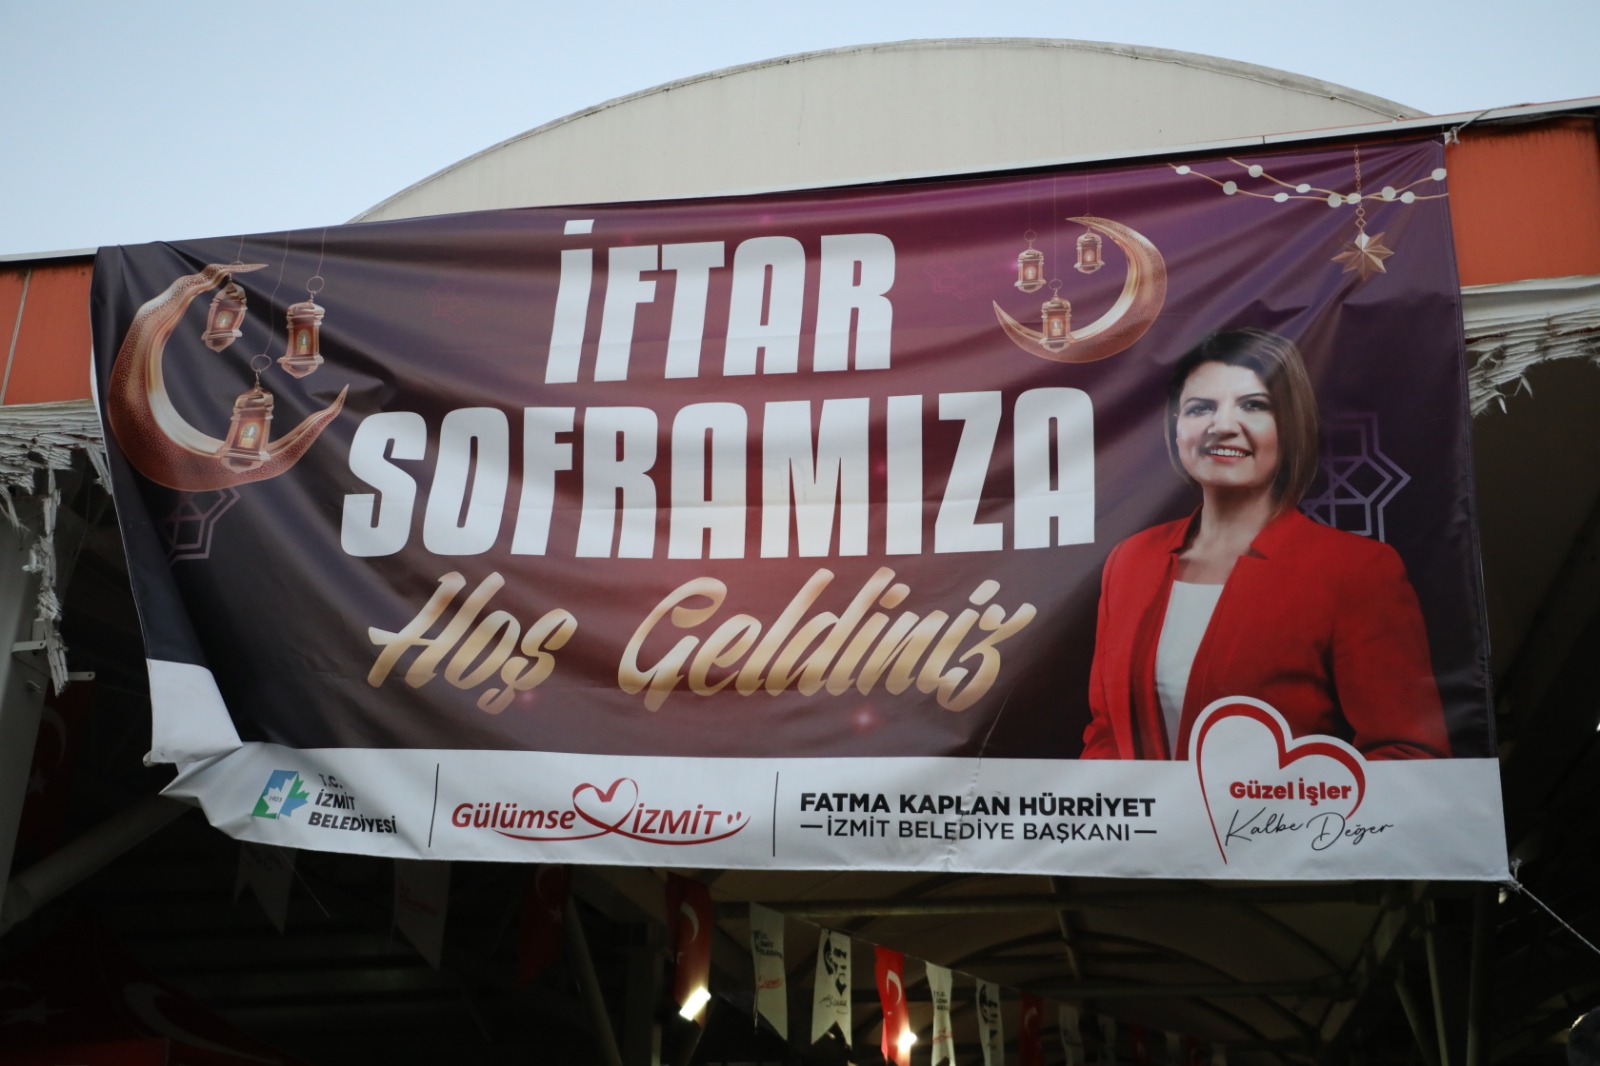 İFTAR
SOFRAMIZA
Hoş Geldiniz
T.C.
İZMİT
BELEDİYESİ
Gülümse İZMİT
FATMA KAPLAN HÜRRİYET
İZMİT BELEDİYE BAŞKANI
Güzel İşler
Kalbe Değer